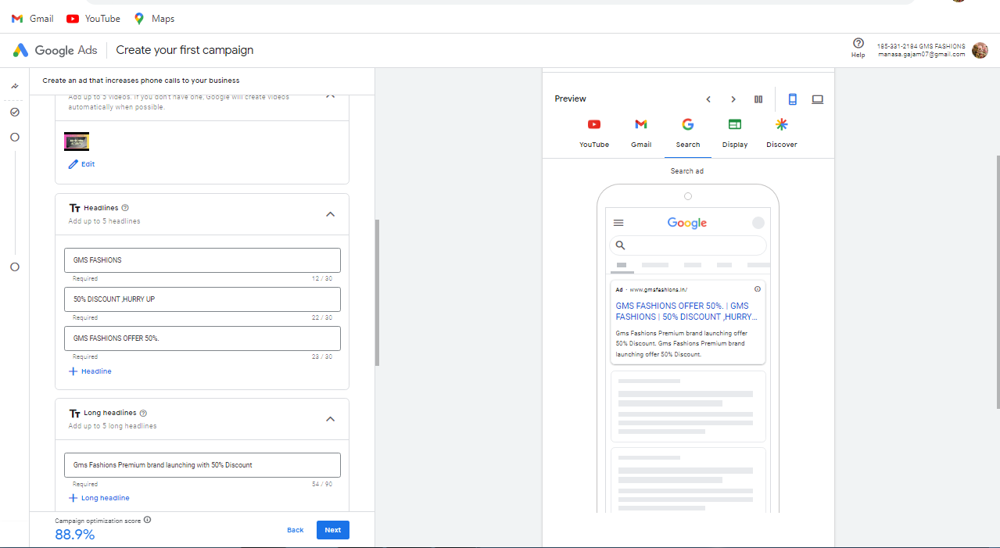 Gmail YouTube Maps
Google Ads Create your first campaign
Help
185-331-2184 GMS FASHIONS
manasa.gajam07@gmail.com
Create an ad that increases phone calls to your business
Add up to 5 videos. If you don't have one, Google will create videos
automatically when possible.
Edit
Tт Headlines
Add up to 5 headlines
GMS FASHIONS
Required 12 / 30
50% DISCOUNT ,HURRY UP
Required 22 / 30
GMS FASHIONS OFFER 50%.
Required 23 / 30
+ Headline
Tт Long headlines
Add up to 5 long headlines
Gms Fashions Premium brand launching with 50% Discount
Required 54 / 90
+ Long headline
Campaign optimization score
88.9%
Back Next
Preview
YouTube Gmail Search Display Discover
Search ad
Google
Ad · www.gmsfashions.in/
GMS FASHIONS OFFER 50%. | GMS
FASHIONS | 50% DISCOUNT ,HURRY...
Gms Fashions Premium brand launching offer
50% Discount. Gms Fashions Premium brand
launching offer 50% Discount.